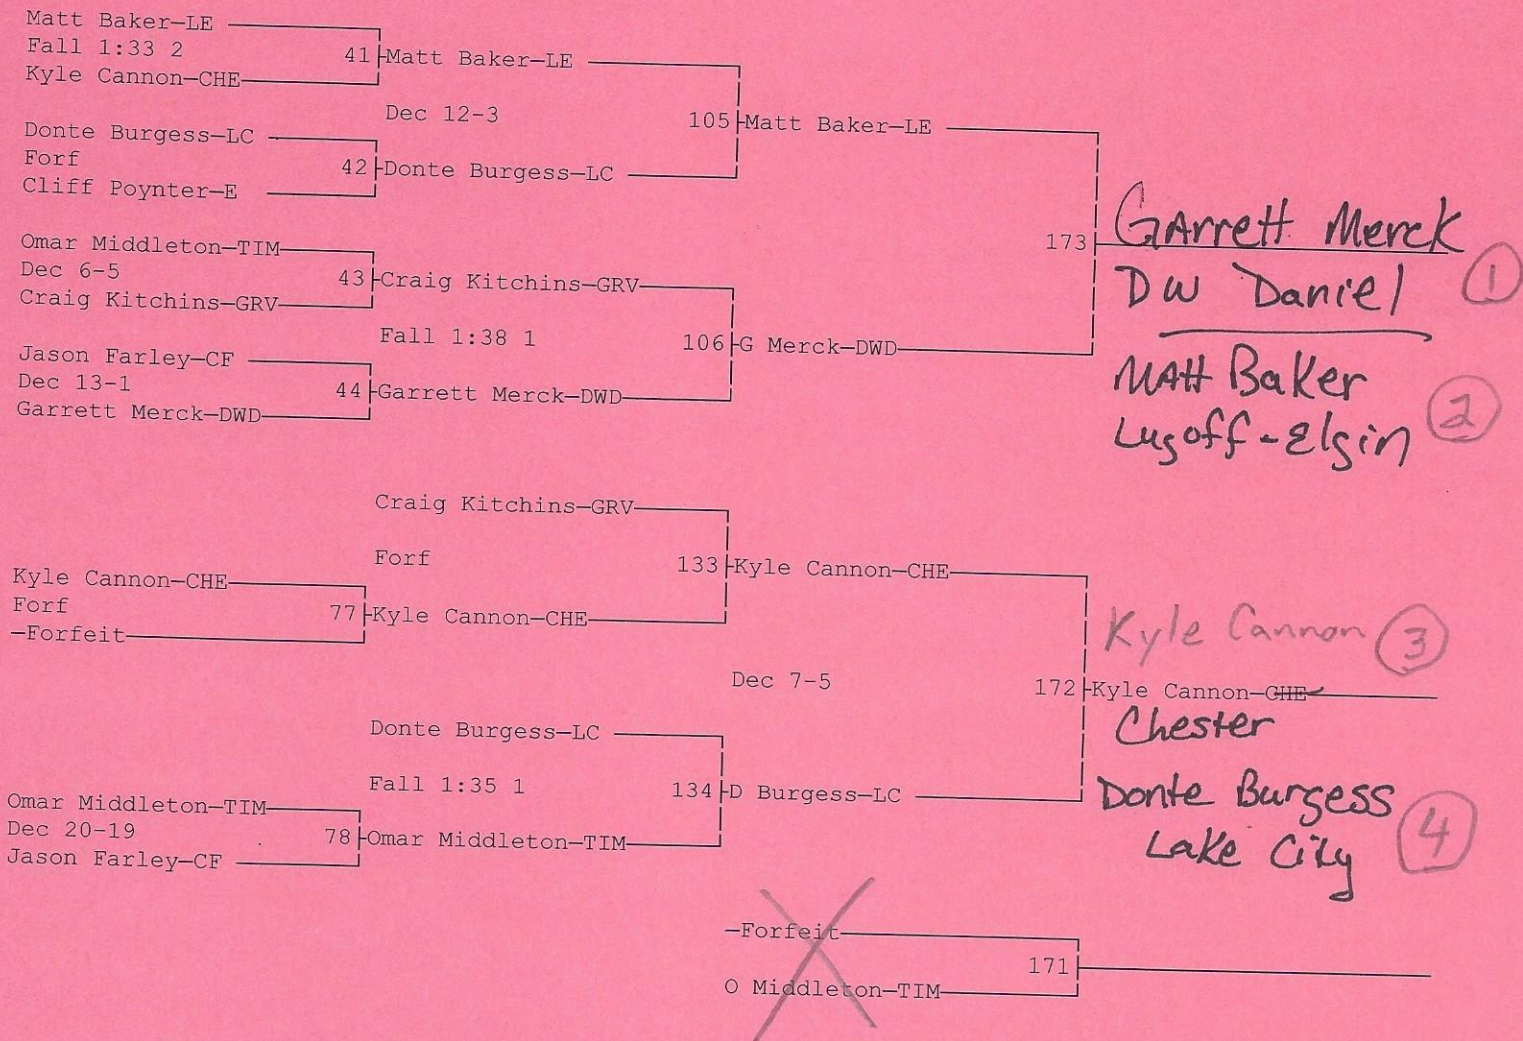 Matt Baker—LE
Fall 1:33 2
Kyle Cannon—CHE
41 Matt Baker—LE
Dec 12-3
Donte Burgess—LC
Forf
Cliff Poynter—E
42 Donte Burgess—LC
105 Matt Baker—LE
Omar Middleton—TIM
Dec 6-5
Craig Kitchins—GRV
43 Craig Kitchins—GRV
Fall 1:38 1
Jason Farley—CF
Dec 13-1
Garrett Merck—DWD
44 Garrett Merck—DWD
106 G Merck—DWD
173
GArrett Merck
DW Daniel 1
MAtt Baker
Lugoff-Elgin 2
Craig Kitchins—GRV
Forf
Kyle Cannon—CHE
Forf
—Forfeit
77 Kyle Cannon—CHE
133 Kyle Cannon—CHE
Dec 7-5
Donte Burgess—LC
Fall 1:35 1
Omar Middleton—TIM
Dec 20-19
Jason Farley—CF
78 Omar Middleton—TIM
134 D Burgess—LC
Kyle Cannon 3
172 Kyle Cannon—CHE
Chester
Donte Burgess
Lake City 4
—Forfeit
O Middleton—TIM
171